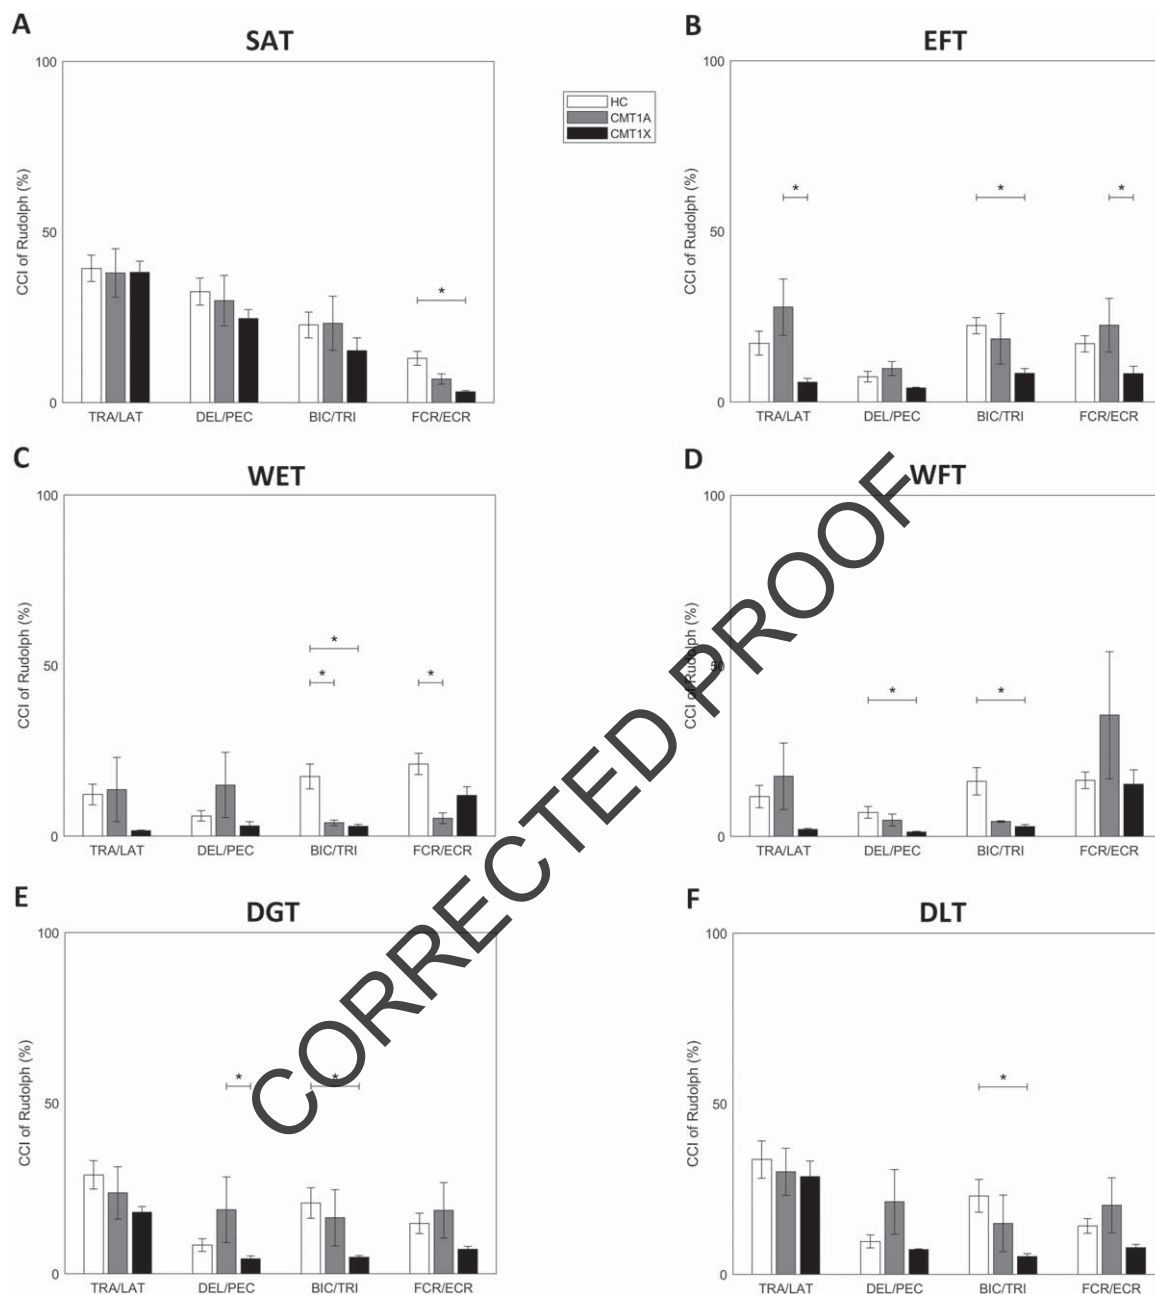 A
SAT
100
50
0
CCI of Rudolph (%)
TRA/LAT DEL/PEC BIC/TRI FCR/ECR
*
HC
CMT1A
CMT1X
B
EFT
100
50
0
CCI of Rudolph (%)
* * *
TRA/LAT DEL/PEC BIC/TRI FCR/ECR
C
WET
100
50
0
CCI of Rudolph (%)
*
* *
TRA/LAT DEL/PEC BIC/TRI FCR/ECR
D
WFT
100
50
0
CCI of Rudolph (%)
* *
TRA/LAT DEL/PEC BIC/TRI FCR/ECR
E
DGT
100
50
0
CCI of Rudolph (%)
* *
TRA/LAT DEL/PEC BIC/TRI FCR/ECR
F
DLT
100
50
0
CCI of Rudolph (%)
*
TRA/LAT DEL/PEC BIC/TRI FCR/ECR
CORRECTED PROOF